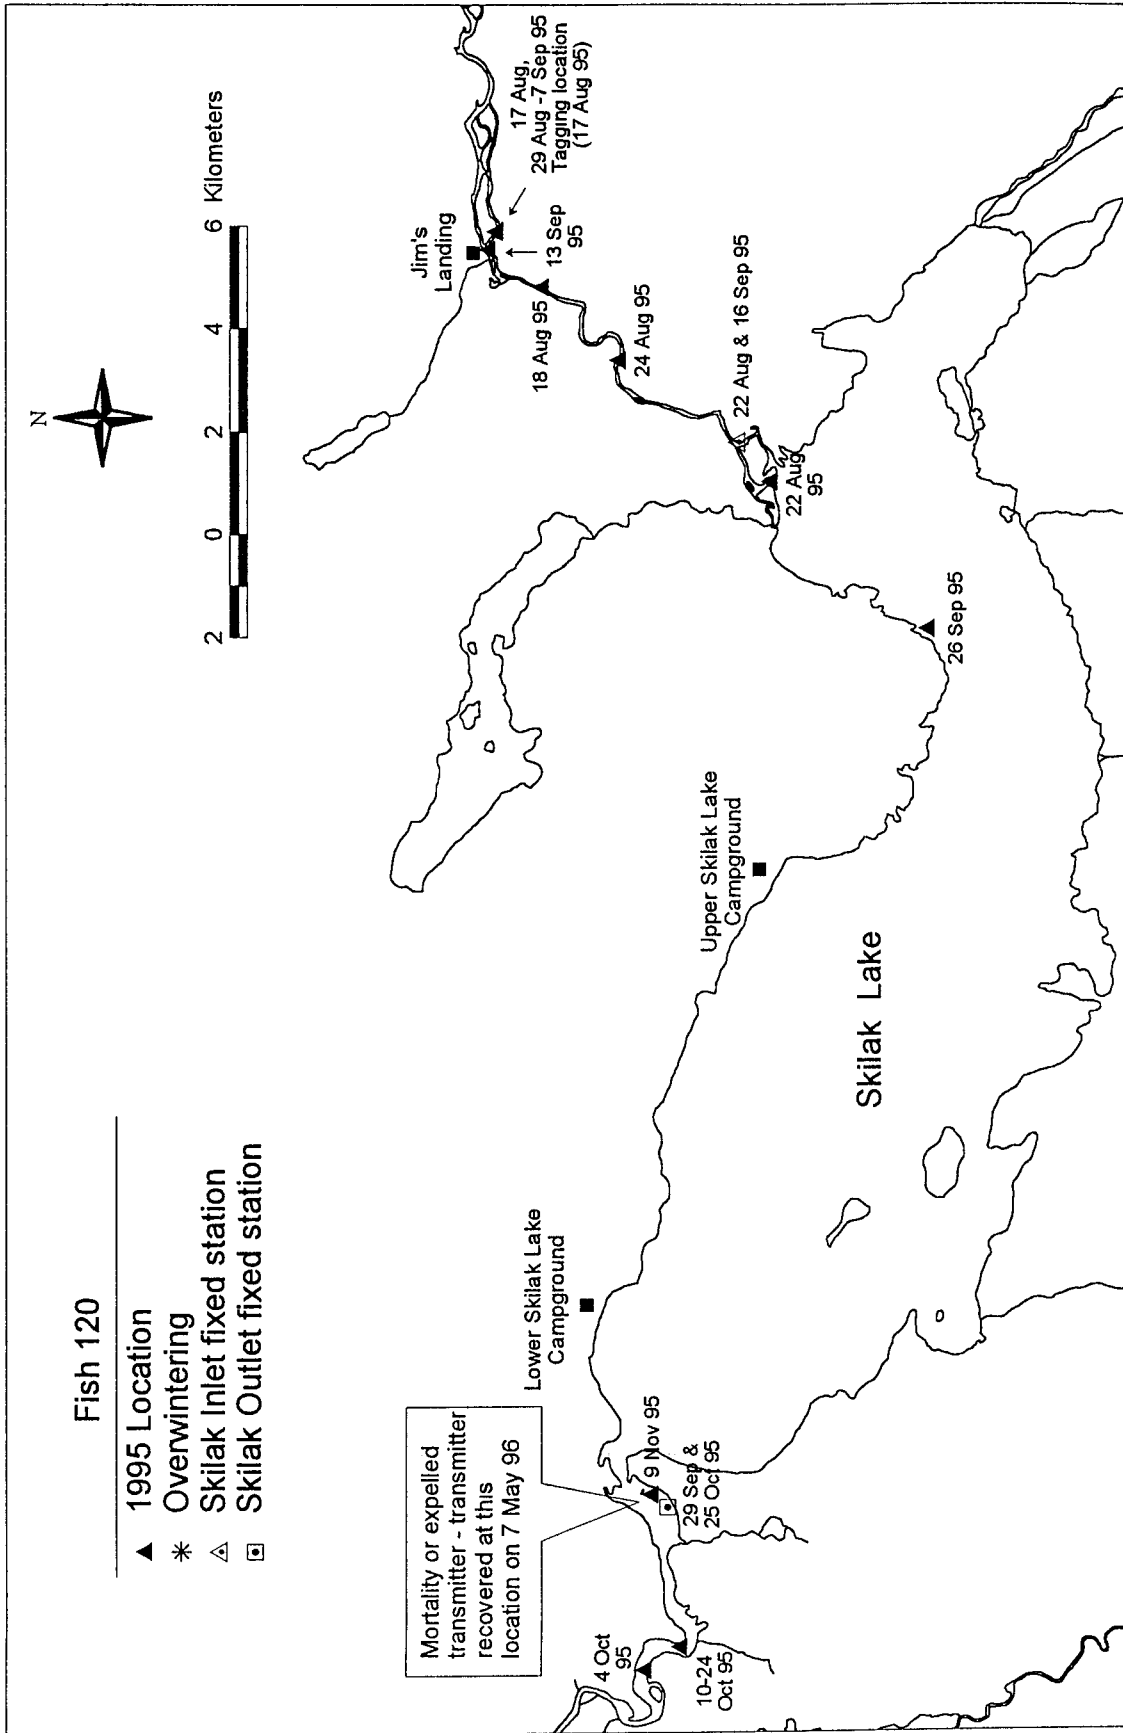 Fish 120
1995 Location
Overwintering
Skilak Inlet fixed station
Skilak Outlet fixed station
N
2 0 2 4 6 Kilometers
Jim's
Landing
17 Aug,
29 Aug -7 Sep 95
Tagging location
(17 Aug 95)
13 Sep
95
18 Aug 95
24 Aug 95
22 Aug & 16 Sep 95
22 Aug
95
26 Sep 95
Upper Skilak Lake
Campground
Skilak Lake
Lower Skilak Lake
Campground
Mortality or expelled
transmitter - transmitter
recovered at this
location on 7 May 96
9 Nov 95
29 Sep &
25 Oct 95
4 Oct
95
10-24
Oct 95